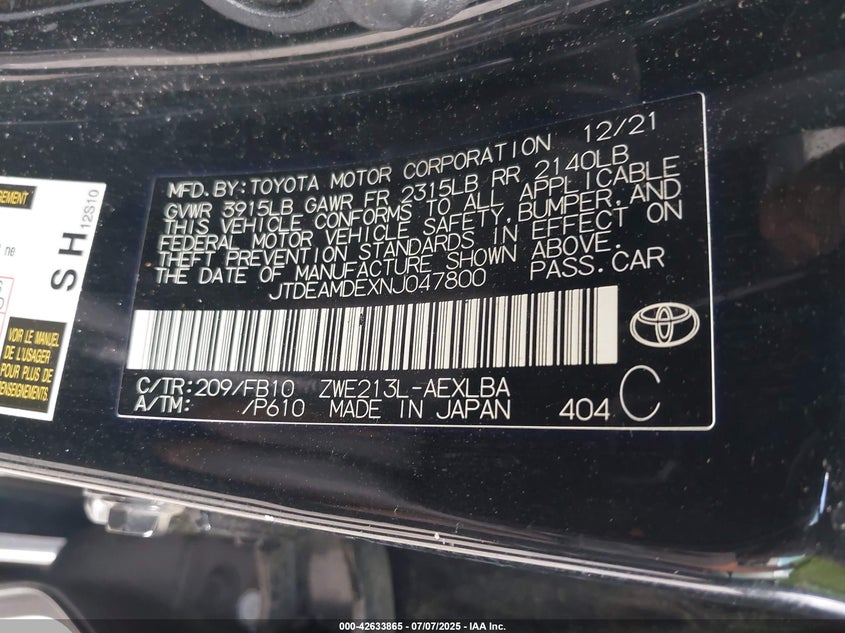 MFD. BY: TOYOTA MOTOR CORPORATION 12/21
GVWR 3915LB GAWR FR 2315LB RR 2140LB
THIS VEHICLE CONFORMS TO ALL APPLICABLE
FEDERAL MOTOR VEHICLE SAFETY, BUMPER, AND
THEFT PREVENTION STANDARDS IN EFFECT ON
THE DATE OF MANUFACTURE SHOWN ABOVE.
JTDEAMDEXNJ047800 PASS. CAR
C/TR: 209/FB10 ZWE213L-AEXLBA
A/TM: /P610 MADE IN JAPAN 404 C
ne
SH
12S10
VOIR LE MANUEL
DE L'USAGER
POUR PLUS DE
RENSEIGNEMENTS
000-42633865 - 07/07/2025 - IAA Inc.